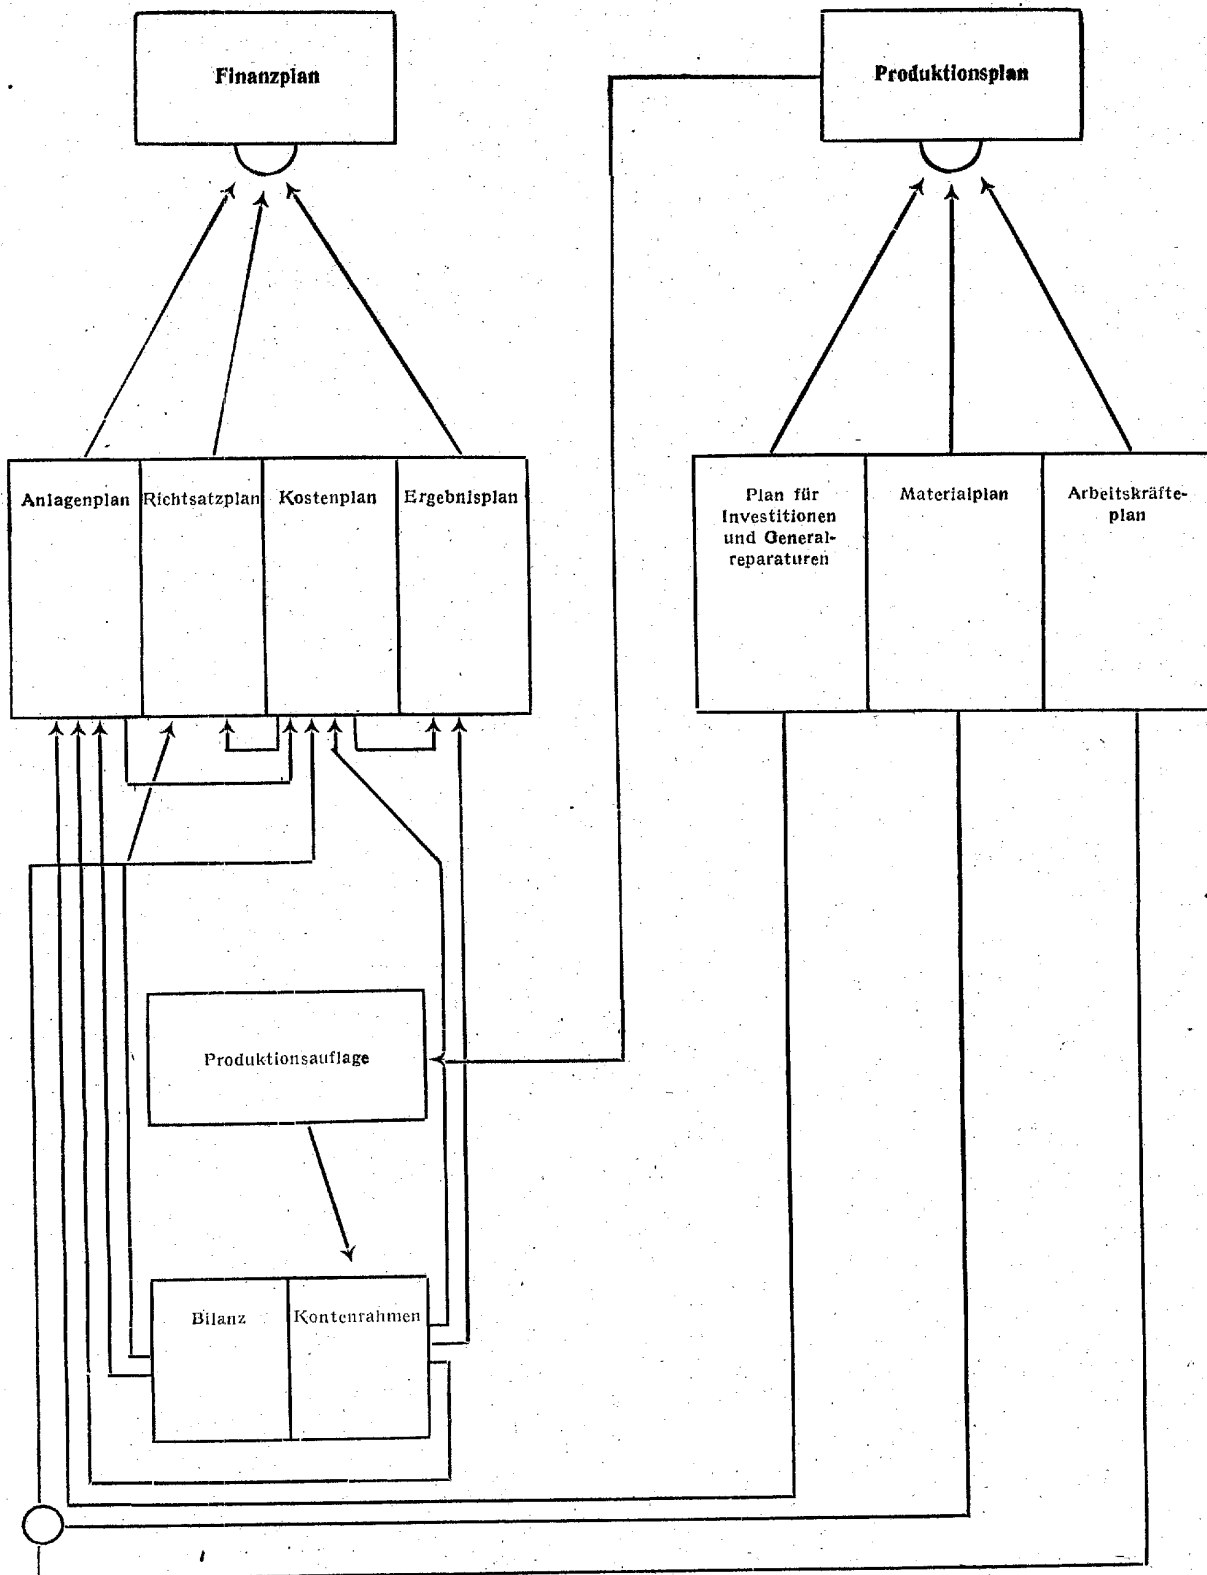 Finanzplan
Produktionsplan
Anlagenplan
Richtsatzplan
Kostenplan
Ergebnisplan
Plan für
Investitionen
und General-
reparaturen
Materialplan
Arbeitskräfte-
plan
Produktionsauflage
Bilanz
Kontenrahmen